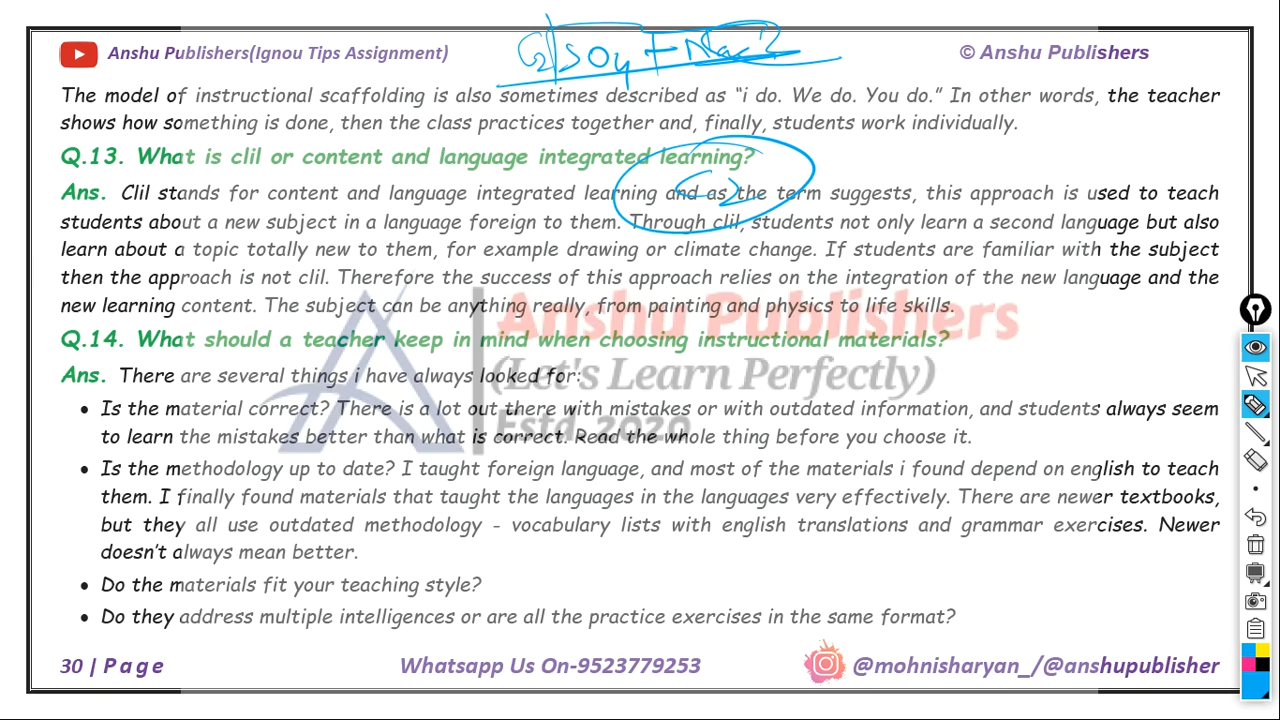 Anshu Publishers(Ignou Tips Assignment)
© Anshu Publishers
The model of instructional scaffolding is also sometimes described as “i do. We do. You do.” In other words, the teacher
shows how something is done, then the class practices together and, finally, students work individually.
Q.13. What is clil or content and language integrated learning?
Ans. Clil stands for content and language integrated learning and as the term suggests, this approach is used to teach
students about a new subject in a language foreign to them. Through clil, students not only learn a second language but also
learn about a topic totally new to them, for example drawing or climate change. If students are familiar with the subject
then the approach is not clil. Therefore the success of this approach relies on the integration of the new language and the
new learning content. The subject can be anything really, from painting and physics to life skills.
Anshu Publishers
Q.14. What should a teacher keep in mind when choosing instructional materials?
(Let's Learn Perfectly)
Ans. There are several things i have always looked for:
• Is the material correct? There is a lot out there with mistakes or with outdated information, and students always seem
Estd. 2020
to learn the mistakes better than what is correct. Read the whole thing before you choose it.
• Is the methodology up to date? I taught foreign language, and most of the materials i found depend on english to teach
them. I finally found materials that taught the languages in the languages very effectively. There are newer textbooks,
but they all use outdated methodology - vocabulary lists with english translations and grammar exercises. Newer
doesn’t always mean better.
• Do the materials fit your teaching style?
• Do they address multiple intelligences or are all the practice exercises in the same format?
30 | Page
Whatsapp Us On-9523779253
@mohnisharyan_/@anshupublisher